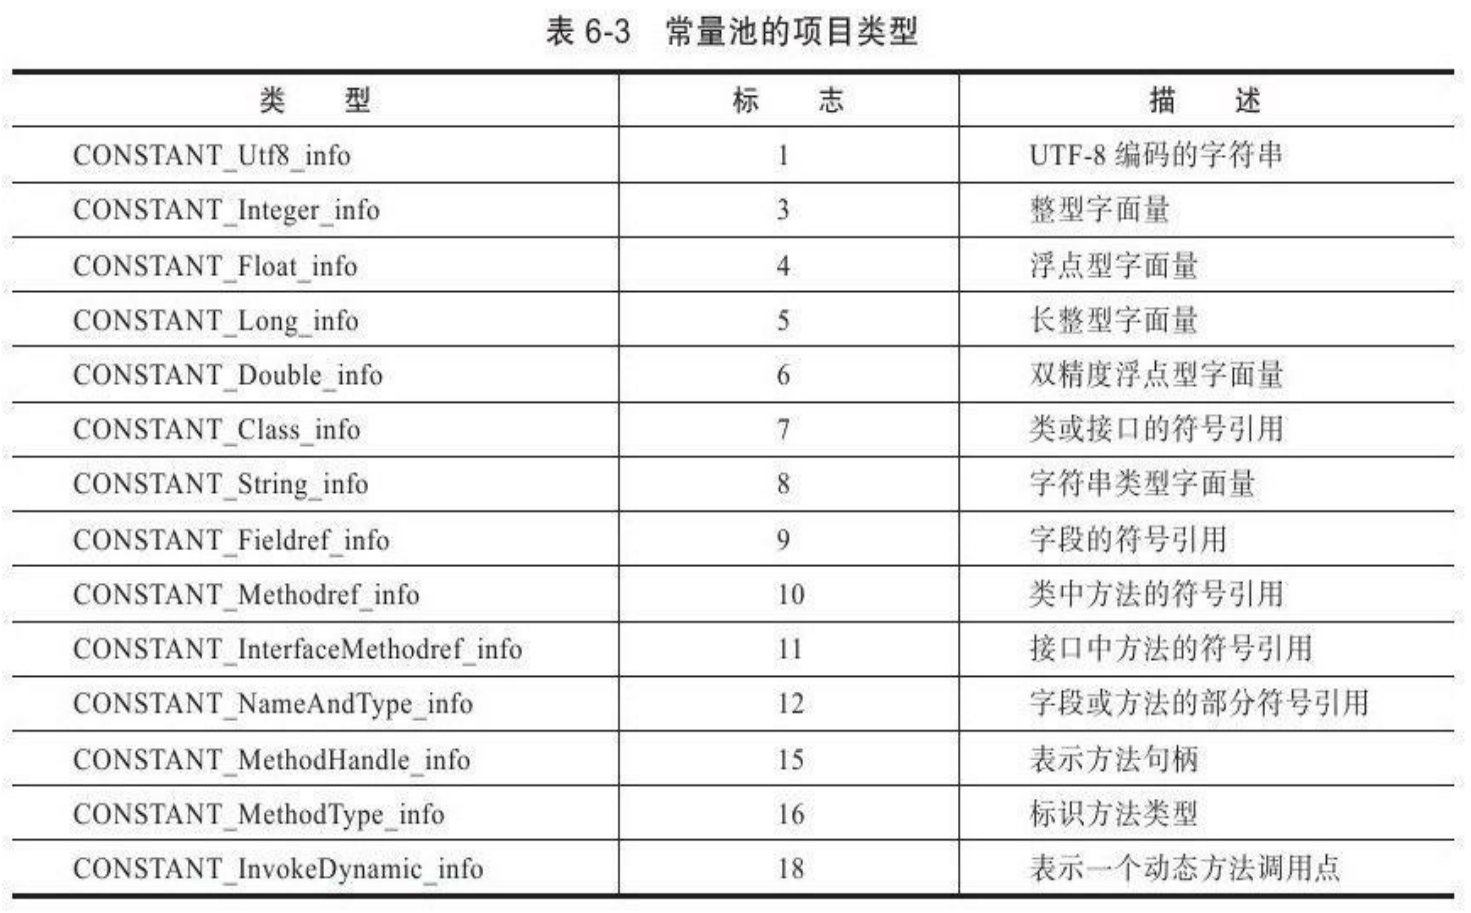 表 6-3 常量池的项目类型
类 型 标 志 描 述
CONSTANT_Utf8_info 1 UTF-8 编码的字符串
CONSTANT_Integer_info 3 整型字面量
CONSTANT_Float_info 4 浮点型字面量
CONSTANT_Long_info 5 长整型字面量
CONSTANT_Double_info 6 双精度浮点型字面量
CONSTANT_Class_info 7 类或接口的符号引用
CONSTANT_String_info 8 字符串类型字面量
CONSTANT_Fieldref_info 9 字段的符号引用
CONSTANT_Methodref_info 10 类中方法的符号引用
CONSTANT_InterfaceMethodref_info 11 接口中方法的符号引用
CONSTANT_NameAndType_info 12 字段或方法的部分符号引用
CONSTANT_MethodHandle_info 15 表示方法句柄
CONSTANT_MethodType_info 16 标识方法类型
CONSTANT_InvokeDynamic_info 18 表示一个动态方法调用点